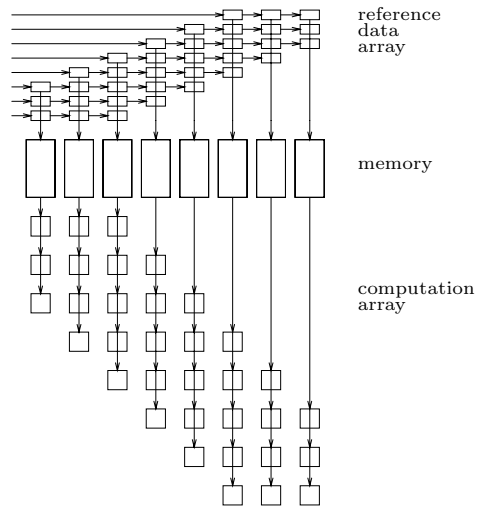 reference
data
array
memory
computation
array